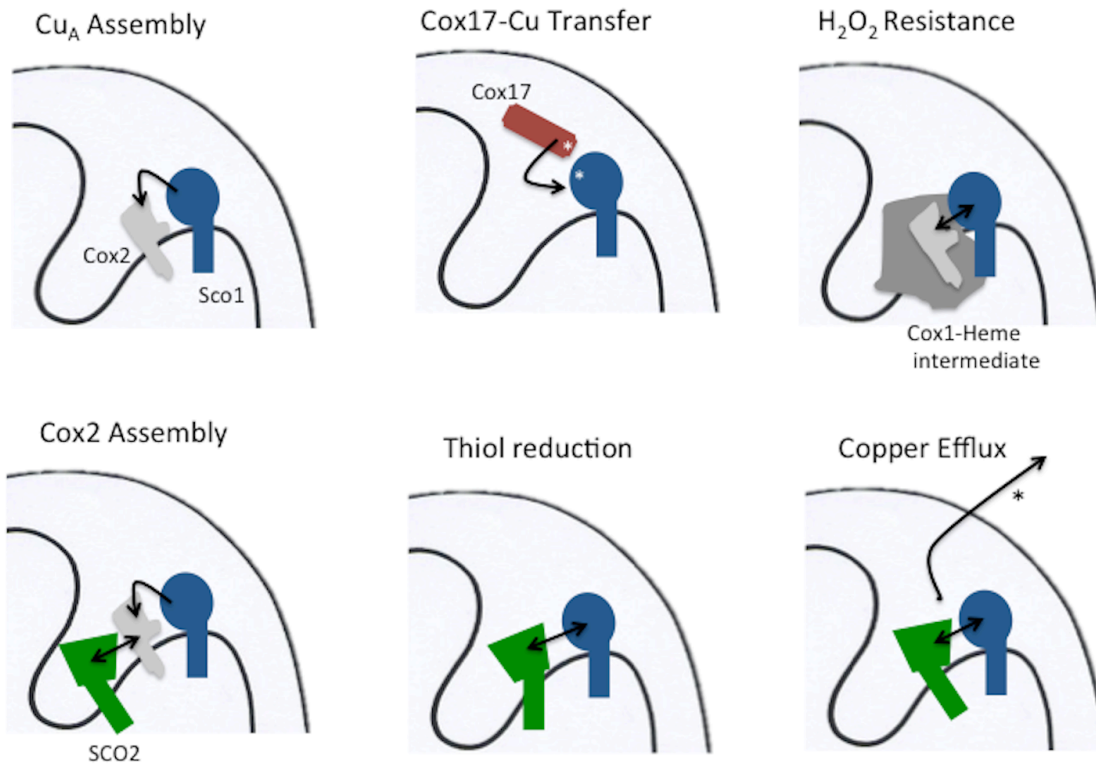 Cu_A Assembly
Cox2
Sco1
Cox17-Cu Transfer
Cox17
*
*
H₂O₂ Resistance
Cox1-Heme
intermediate
Cox2 Assembly
SCO2
Thiol reduction
Copper Efflux
*